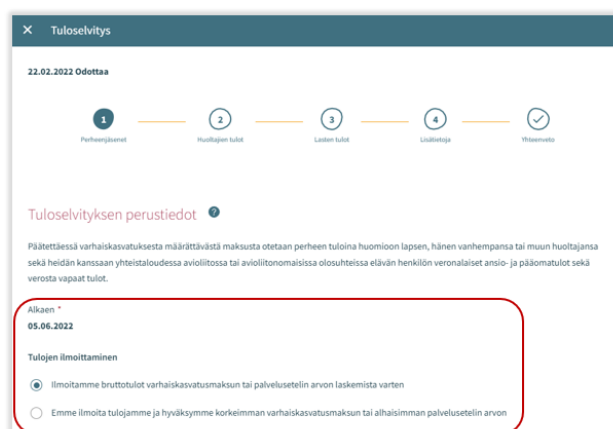 Tuloselvitys
22.02.2022 Odottaa
1
2
3
4
Perheenjäsenet
Huoltajien tulot
Lasten tulot
Lisätietoja
Yhteenveto
Tuloselvityksen perustiedot ?
Päätettäessä varhaiskasvatuksesta määrättävästä maksusta otetaan perheen tuloina huomioon lapsen, hänen vanhempansa tai muun huoltajansa
sekä heidän kanssaan yhteistaloudessa avioliitossa tai avioliitonomaisissa olosuhteissa elävän henkilön veronalaiset ansio- ja pääomatulot sekä
verosta vapaat tulot.
Alkaen *
05.06.2022
Tulojen ilmoittaminen
Ilmoitamme bruttotulot varhaiskasvatusmaksun tai palvelusetelin arvon laskemista varten
Emme ilmoita tulojamme ja hyväksymme korkeimman varhaiskasvatusmaksun tai alhaisimman palvelusetelin arvon